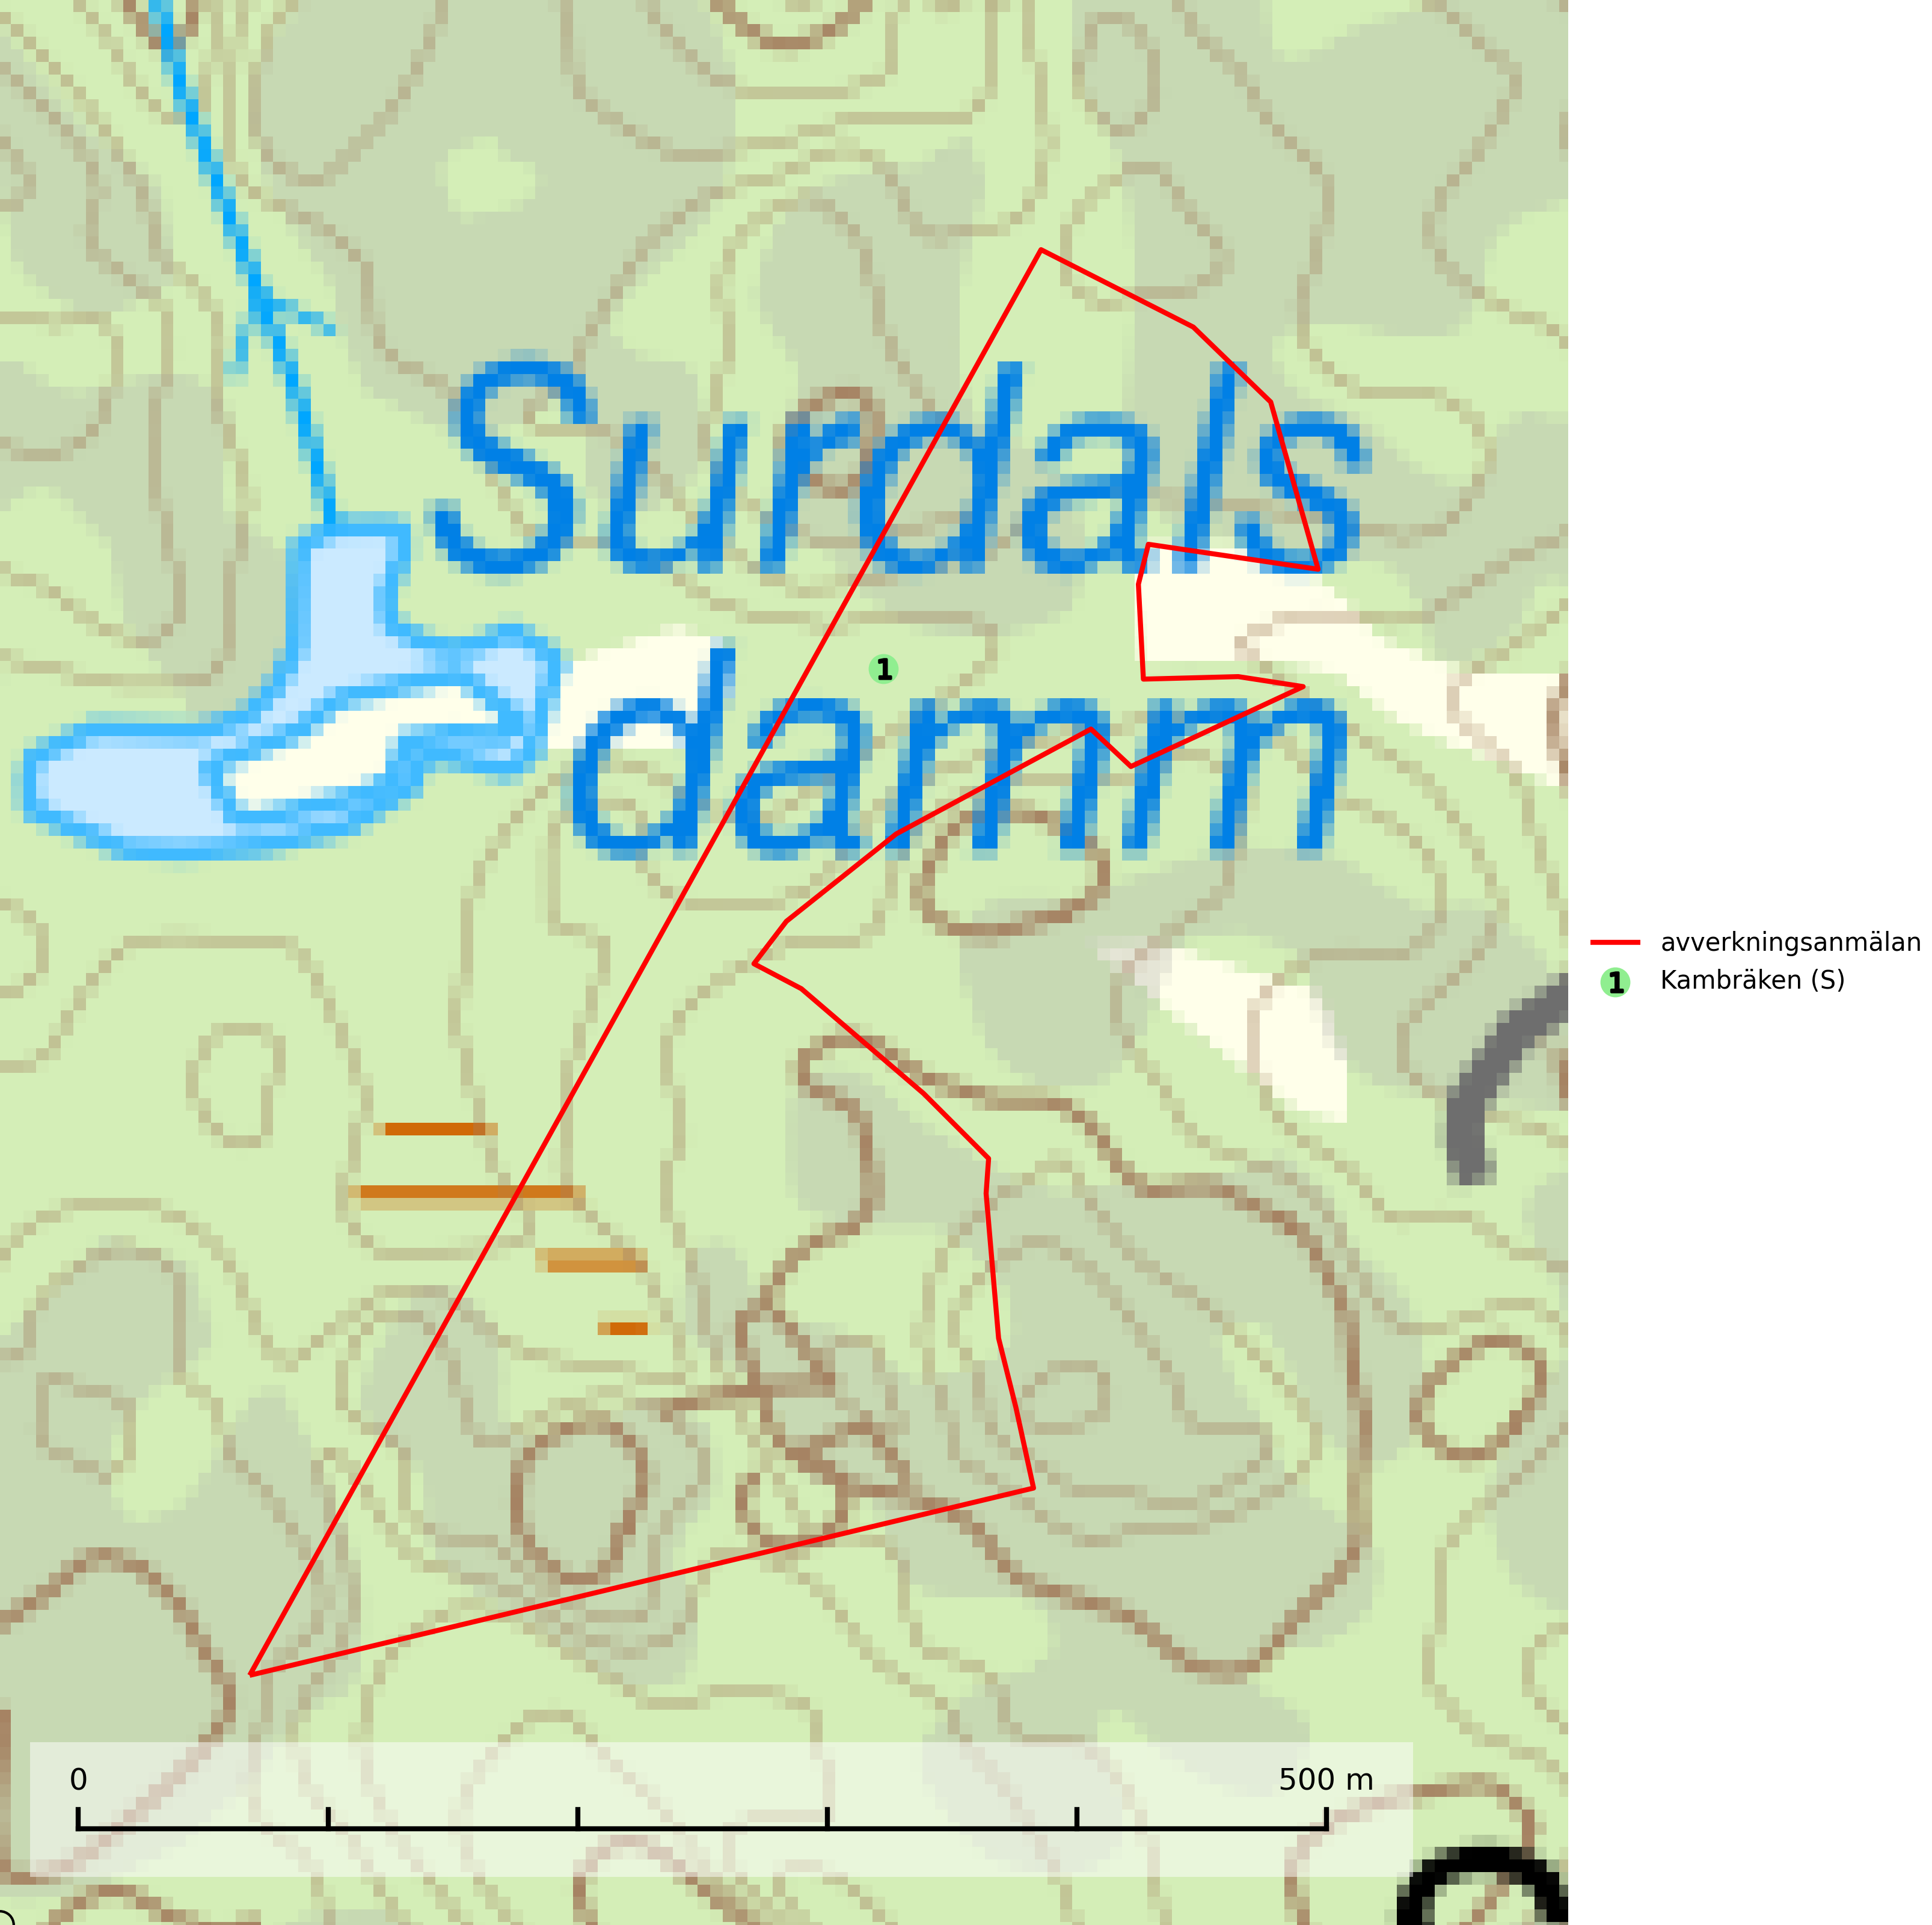 Surdals
damm
1
avverkningsanmälan
1 Kambräken (S)
0 500 m